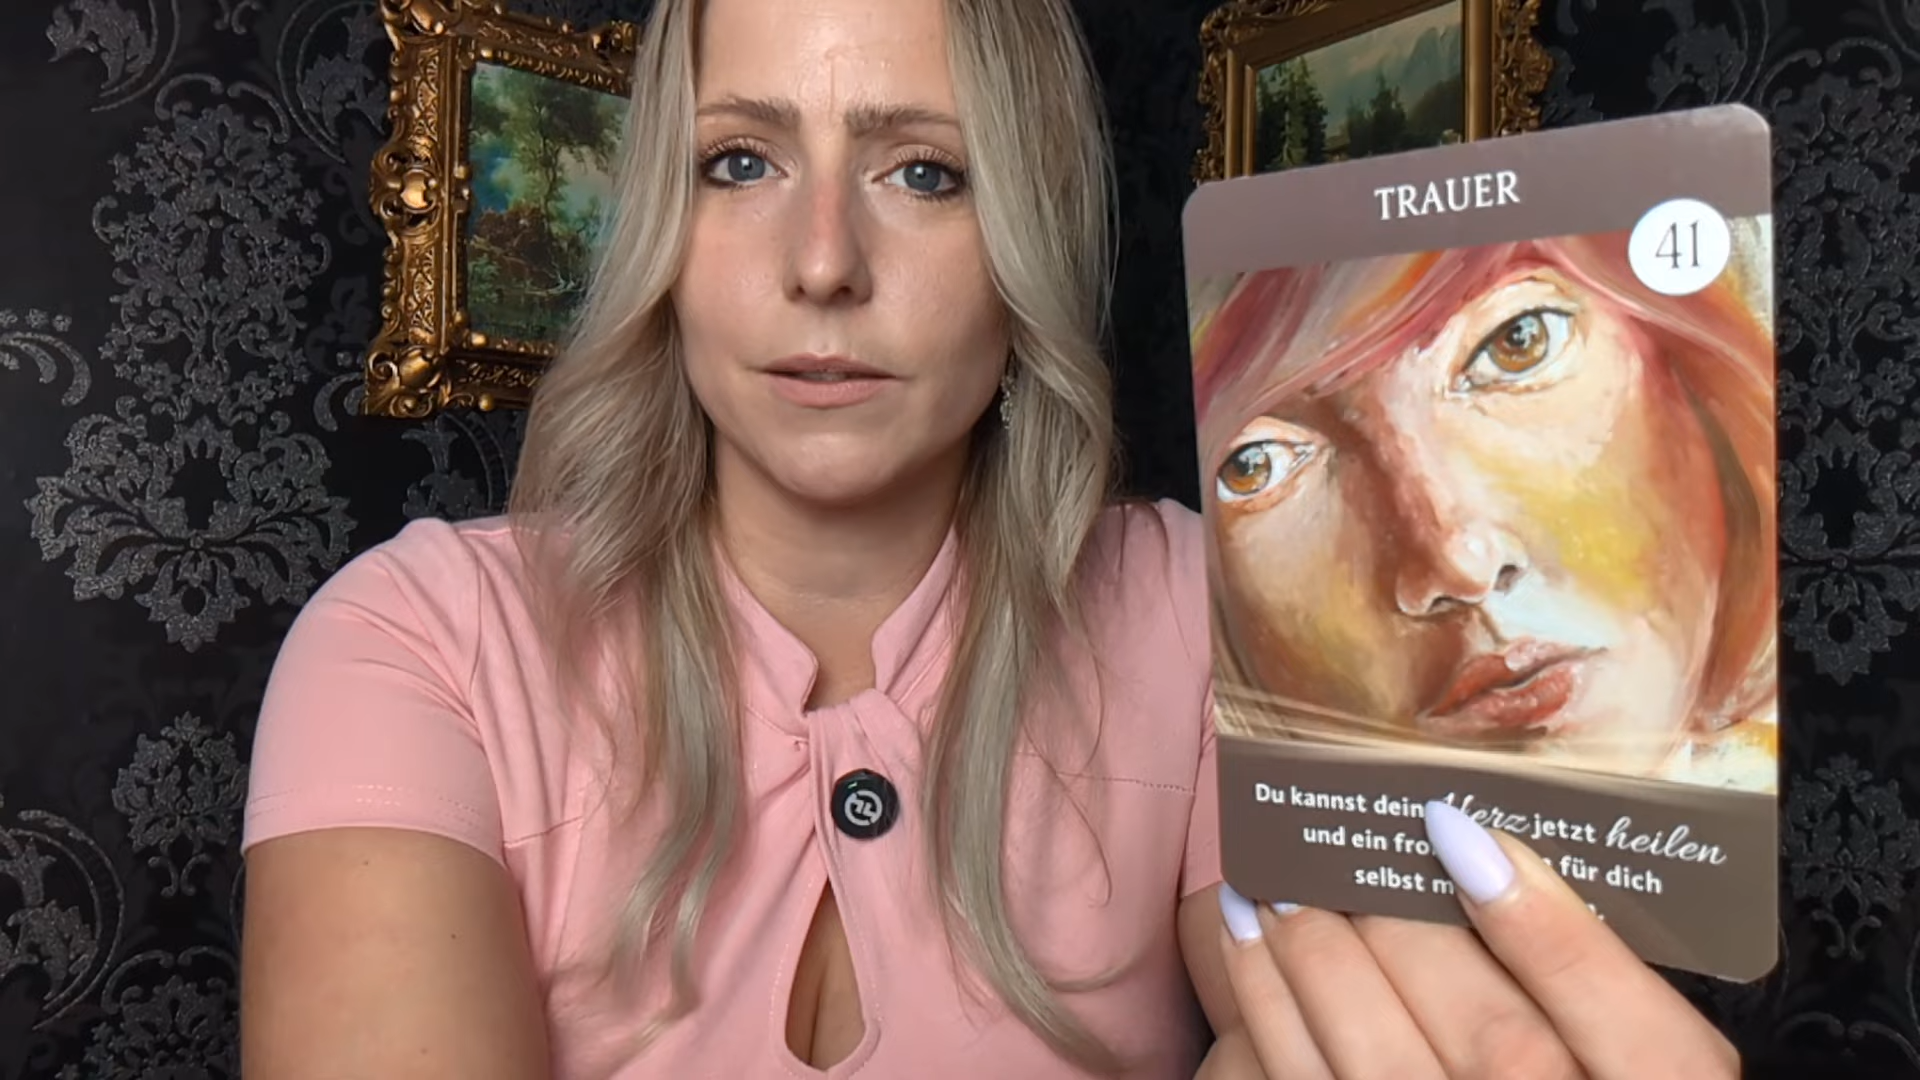 TRAUER
41
Du kannst dein Herz jetzt heilen
und ein für dich
selbst